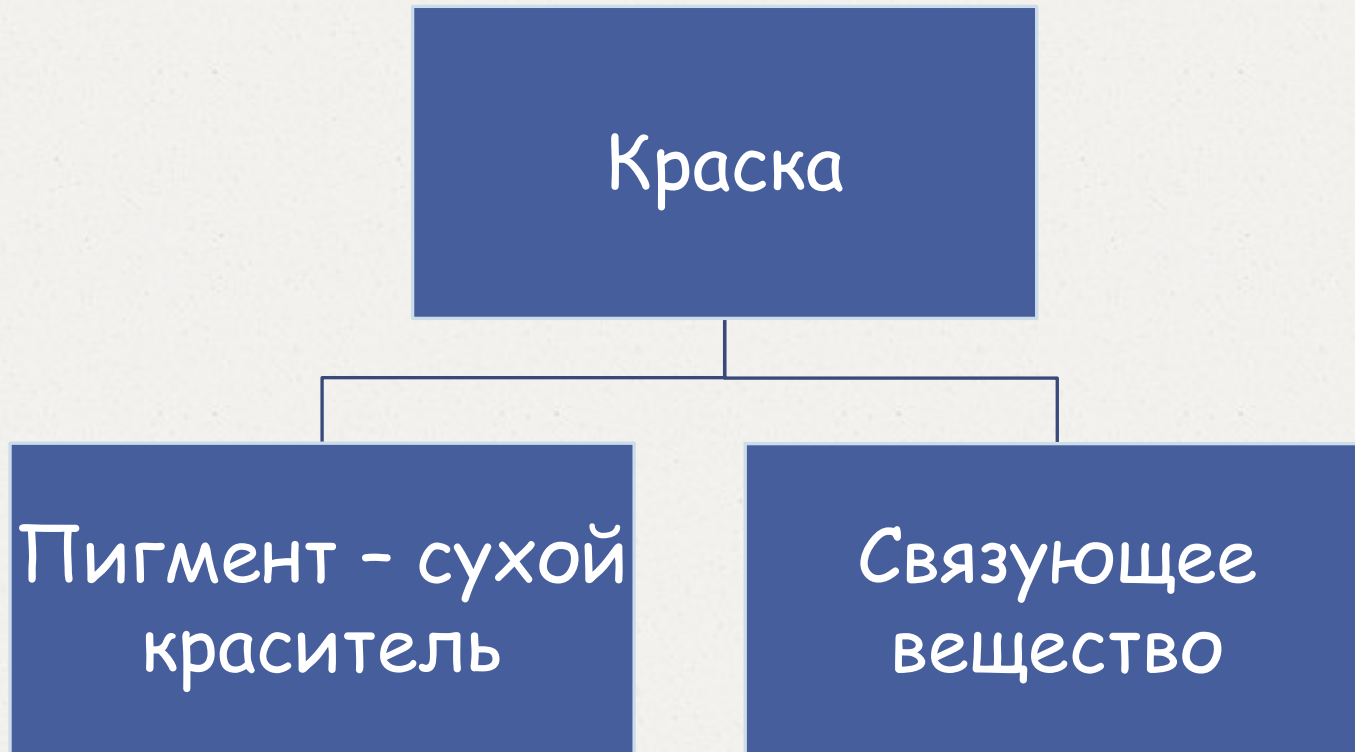 Краска
Пигмент – сухой
краситель
Связующее
вещество